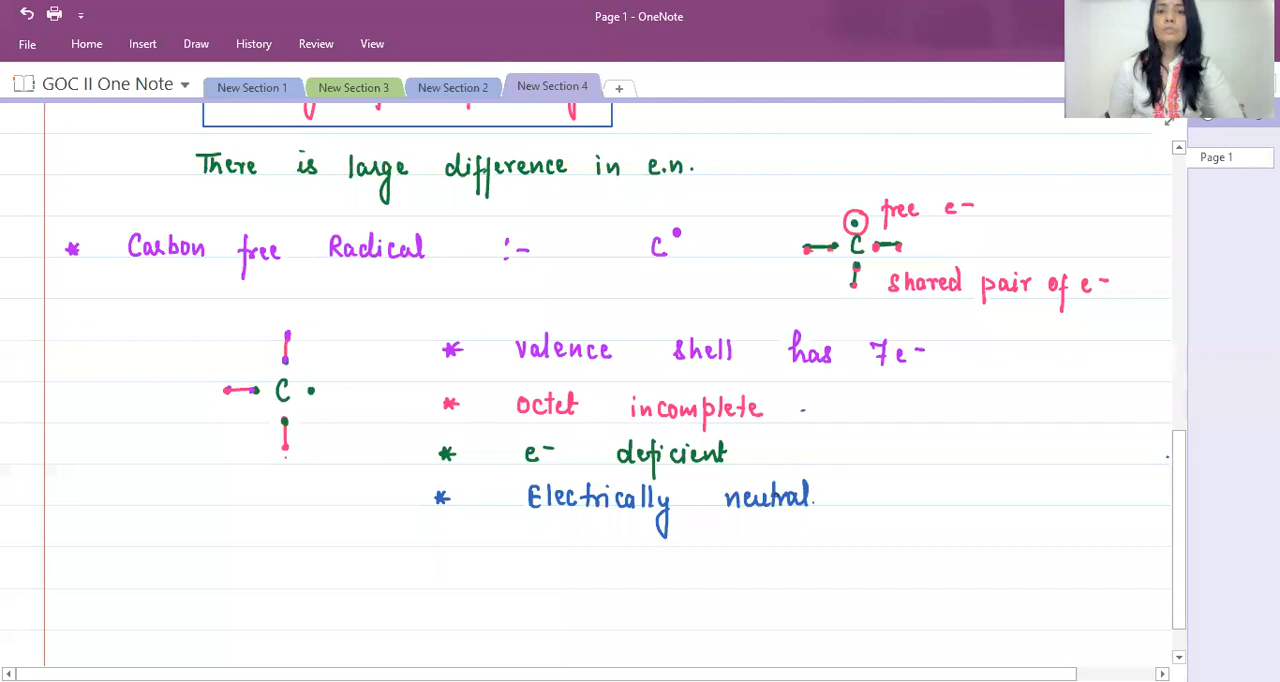 Page 1 - OneNote
File Home Insert Draw History Review View
GOC II One Note New Section 1 New Section 3 New Section 2 New Section 4 +
Page 1
There is large difference in e.n.
free e-
* Carbon free Radical :- C• C
shared pair of e-
* valence shell has 7e-
C • * octet incomplete
* e- deficient
* Electrically neutral.